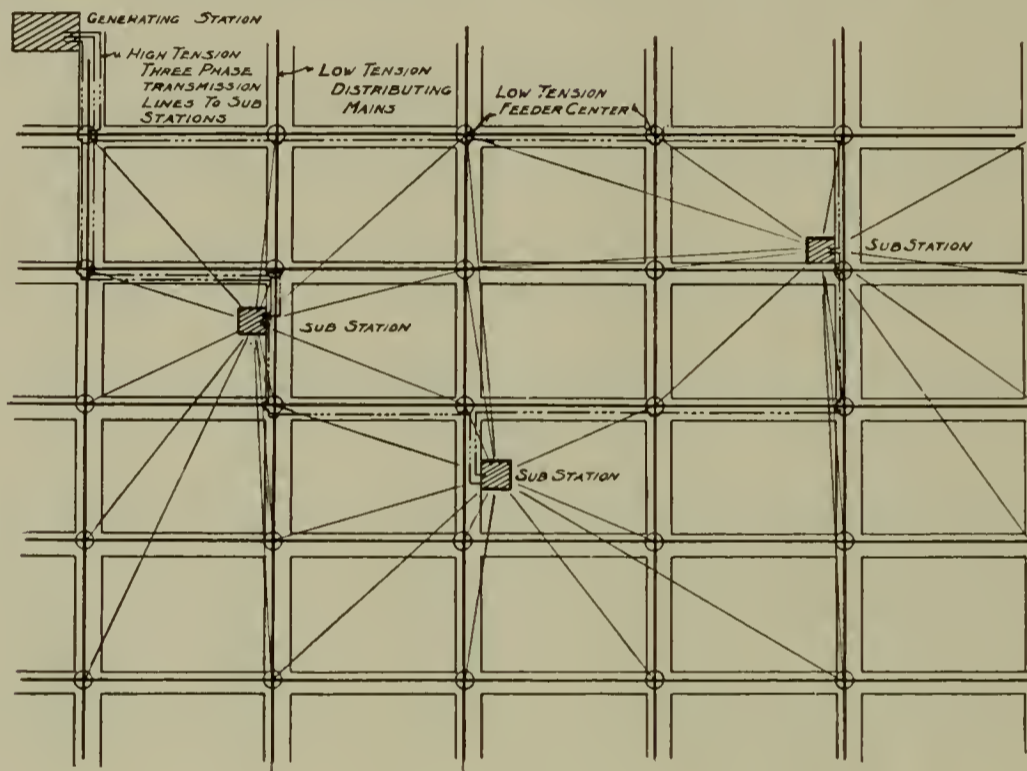 GENERATING STATION
HIGH TENSION
THREE PHASE
TRANSMISSION
LINES TO SUB
STATIONS
LOW TENSION
DISTRIBUTING
MAINS
LOW TENSION
FEEDER CENTER
SUB STATION
SUB STATION
SUB STATION